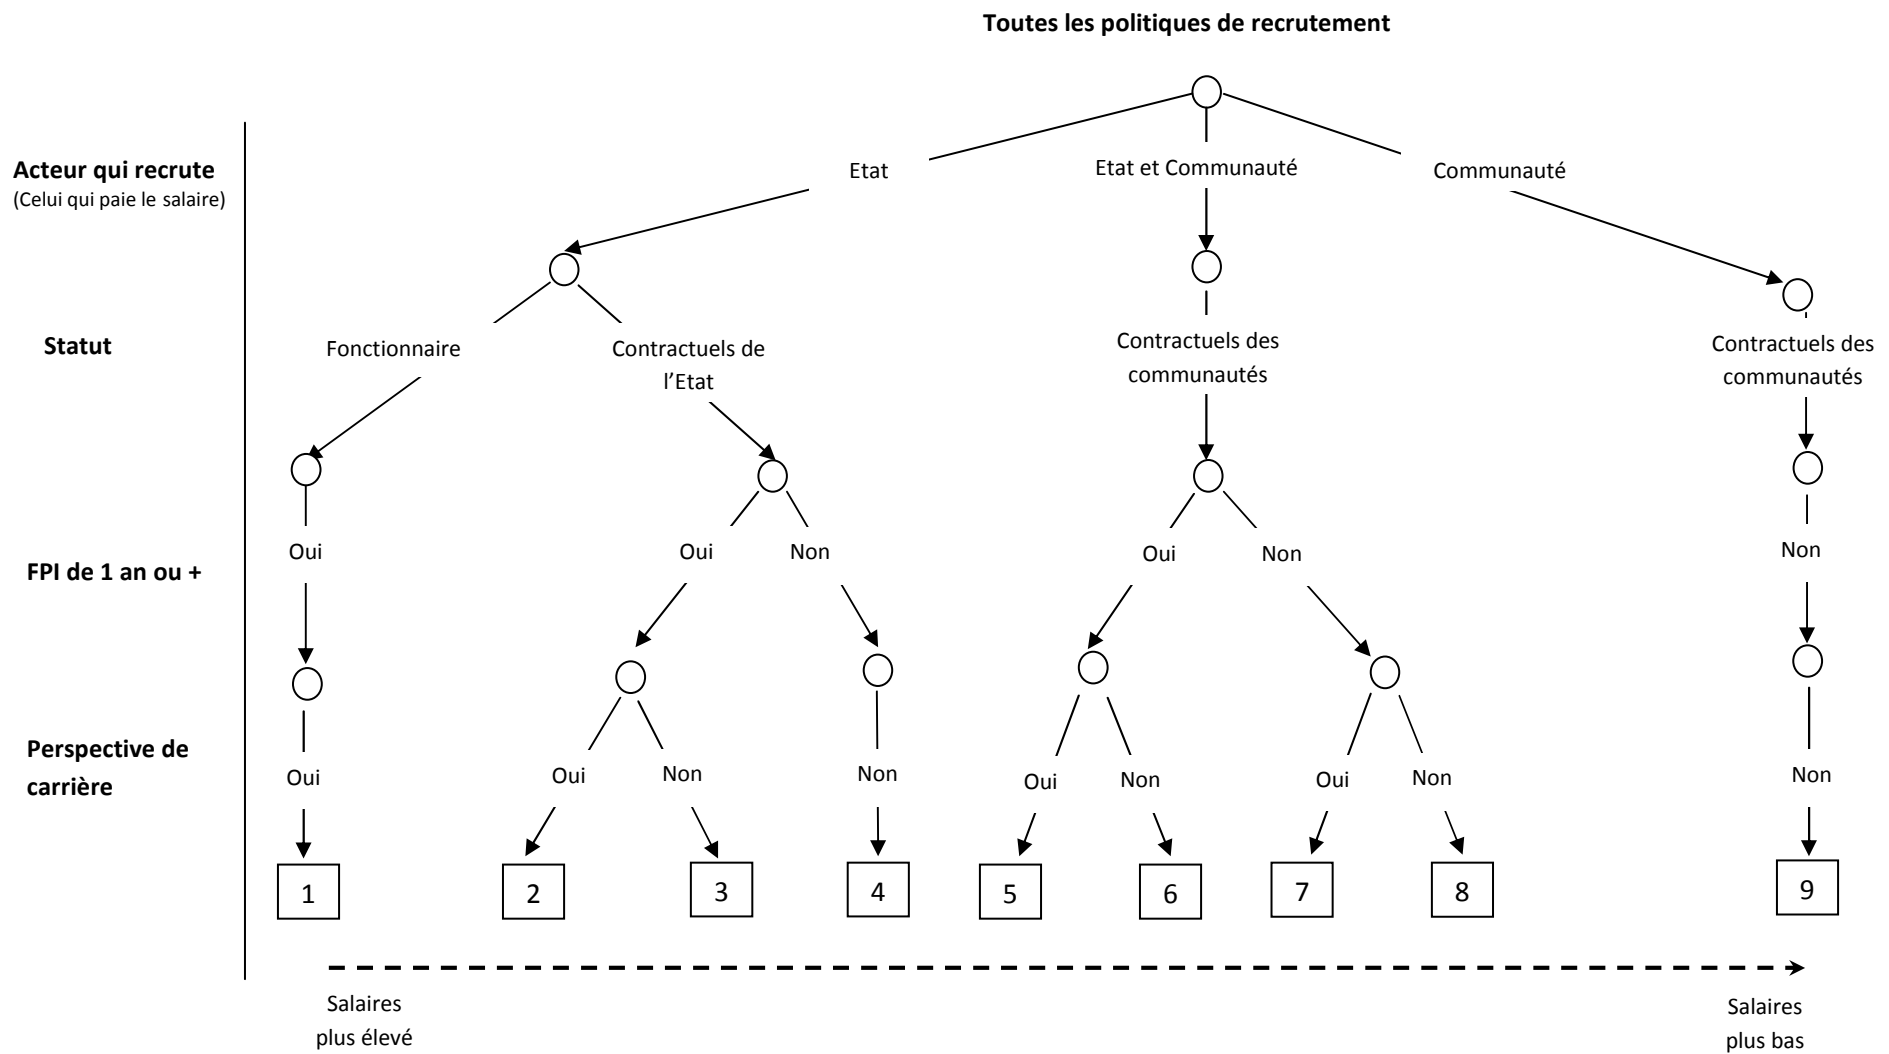 Toutes les politiques de recrutement
Acteur qui recrute
(Celui qui paie le salaire)
Etat
Etat et Communauté
Communauté
Statut
Fonctionnaire
Contractuels de
l’Etat
Contractuels des
communautés
Contractuels des
communautés
FPI de 1 an ou +
Oui
Oui
Non
Oui
Non
Non
Perspective de
carrière
Oui
Oui
Non
Non
Oui
Non
Oui
Non
Non
1
2
3
4
5
6
7
8
9
Salaires
plus élevé
Salaires
plus bas